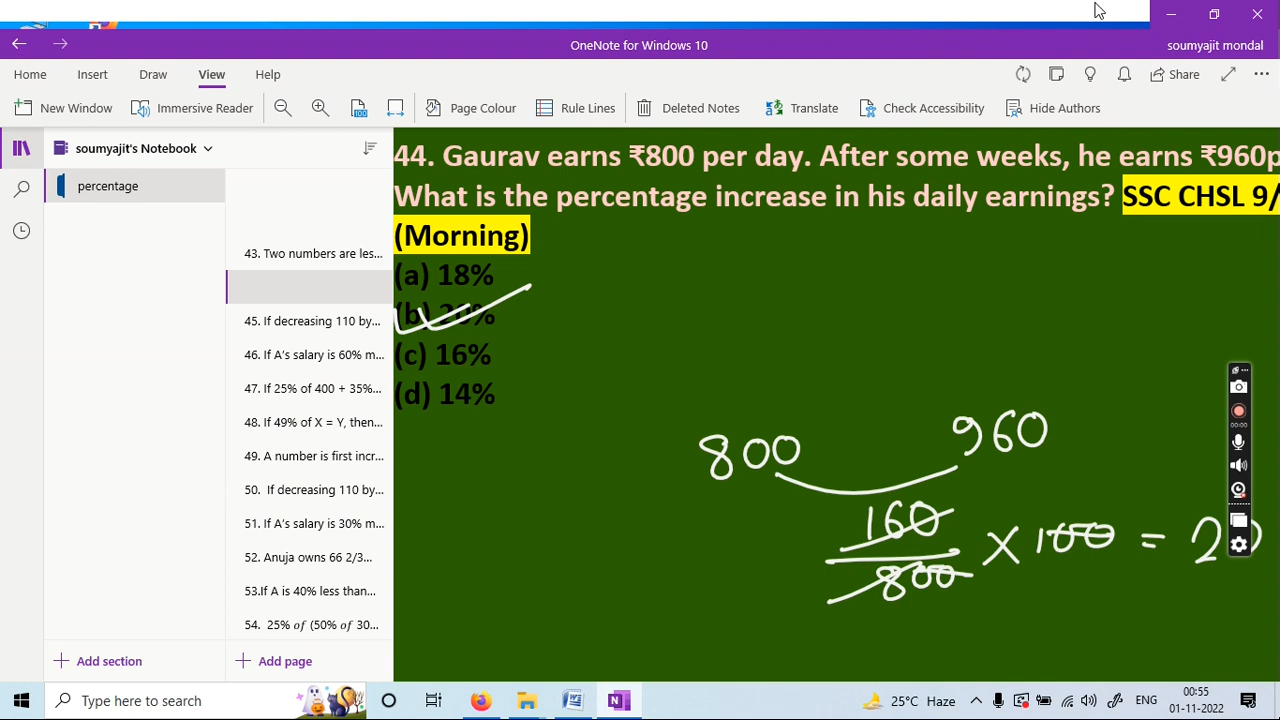 OneNote for Windows 10
soumyajit mondal
Home Insert Draw View Help
Share
New Window Immersive Reader Page Colour Rule Lines Deleted Notes Translate Check Accessibility Hide Authors
soumyajit's Notebook
percentage
43. Two numbers are les...
45. If decreasing 110 by...
46. If A's salary is 60% m...
47. If 25% of 400 + 35%...
48. If 49% of X = Y, then...
49. A number is first incr...
50. If decreasing 110 by...
51. If A's salary is 30% m...
52. Anuja owns 66 2/3...
53.If A is 40% less than...
54. 25% of (50% of 30...
Add section
Add page
44. Gaurav earns ₹800 per day. After some weeks, he earns ₹960p
What is the percentage increase in his daily earnings? SSC CHSL 9/
(Morning)
(a) 18%
(b) 20%
(c) 16%
(d) 14%
800 960
160
800
× 100 = 20
00:00
Type here to search
25°C Haze
ENG
00:55
01-11-2022